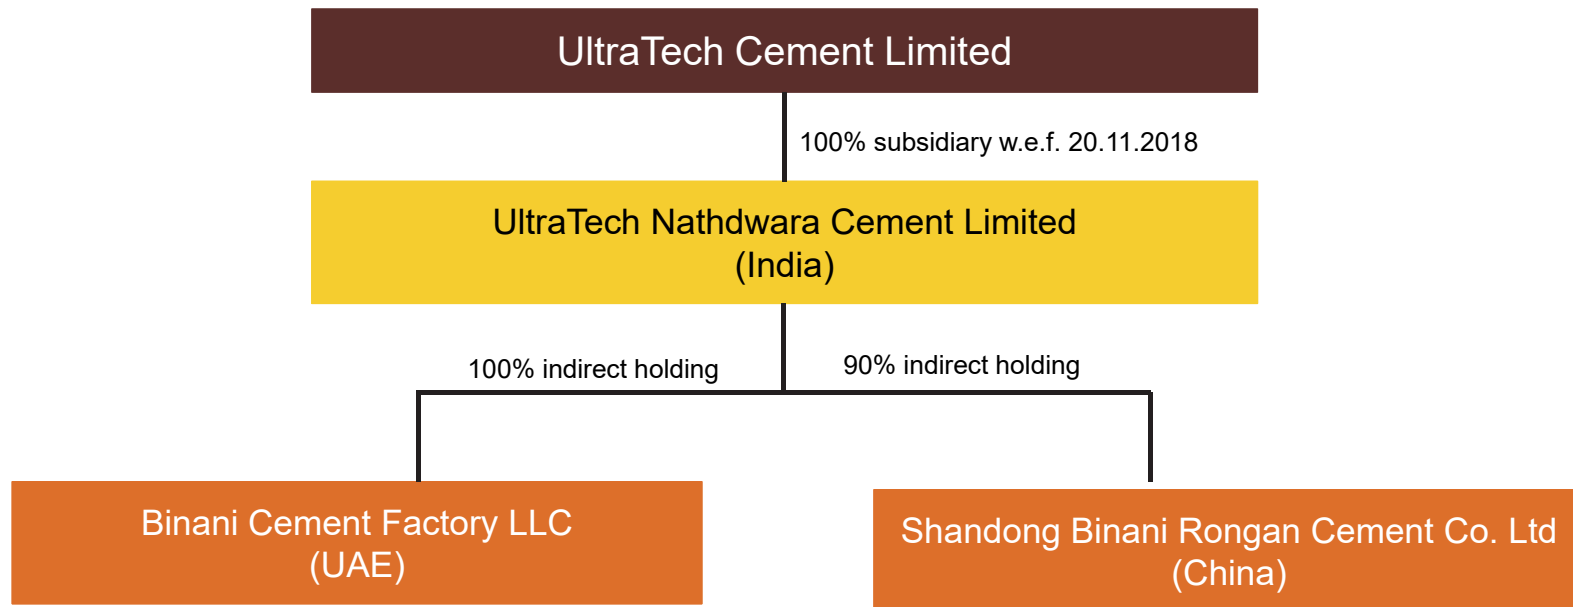 UltraTech Cement Limited
100% subsidiary w.e.f. 20.11.2018
UltraTech Nathdwara Cement Limited
(India)
100% indirect holding
90% indirect holding
Binani Cement Factory LLC
(UAE)
Shandong Binani Rongan Cement Co. Ltd
(China)